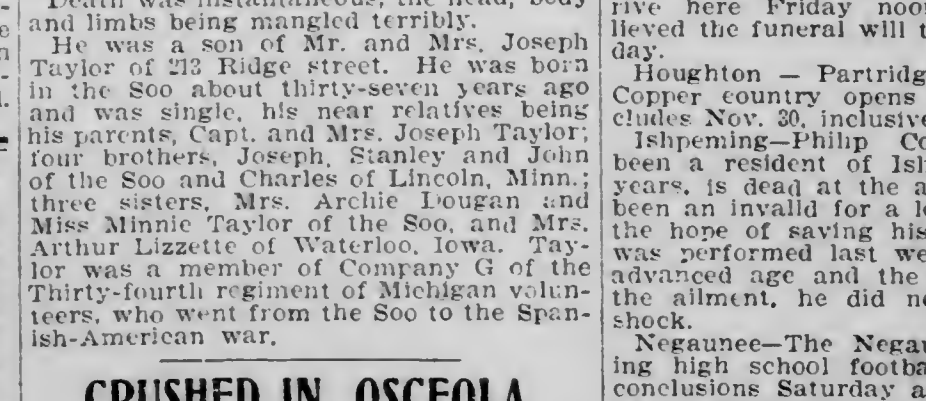 Death was instantaneous, the head, body
and limbs being mangled terribly.
He was a son of Mr. and Mrs. Joseph
Taylor of 213 Ridge street. He was born
in the Soo about thirty-seven years ago
and was single, his near relatives being
his parents, Capt. and Mrs. Joseph Taylor;
four brothers, Joseph, Stanley and John
of the Soo and Charles of Lincoln, Minn.;
three sisters, Mrs. Archie Dougan and
Miss Minnie Taylor of the Soo, and Mrs.
Arthur Lizzette of Waterloo, Iowa. Tay-
lor was a member of Company G of the
Thirty-fourth regiment of Michigan volun-
teers, who went from the Soo to the Span-
ish-American war.
CRUSHED IN OSCEOLA
rive here Friday noon
lieved the funeral will t
day.
Houghton — Partridg
Copper country opens
cludes Nov. 30, inclusive
Ishpeming—Philip Co
been a resident of Ish
years, is dead at the a
been an invalid for a l
the hope of saving his
was performed last we
advanced age and the
the ailment, he did n
shock.
Negaunee—The Negau
ing high school footba
conclusions Saturday a